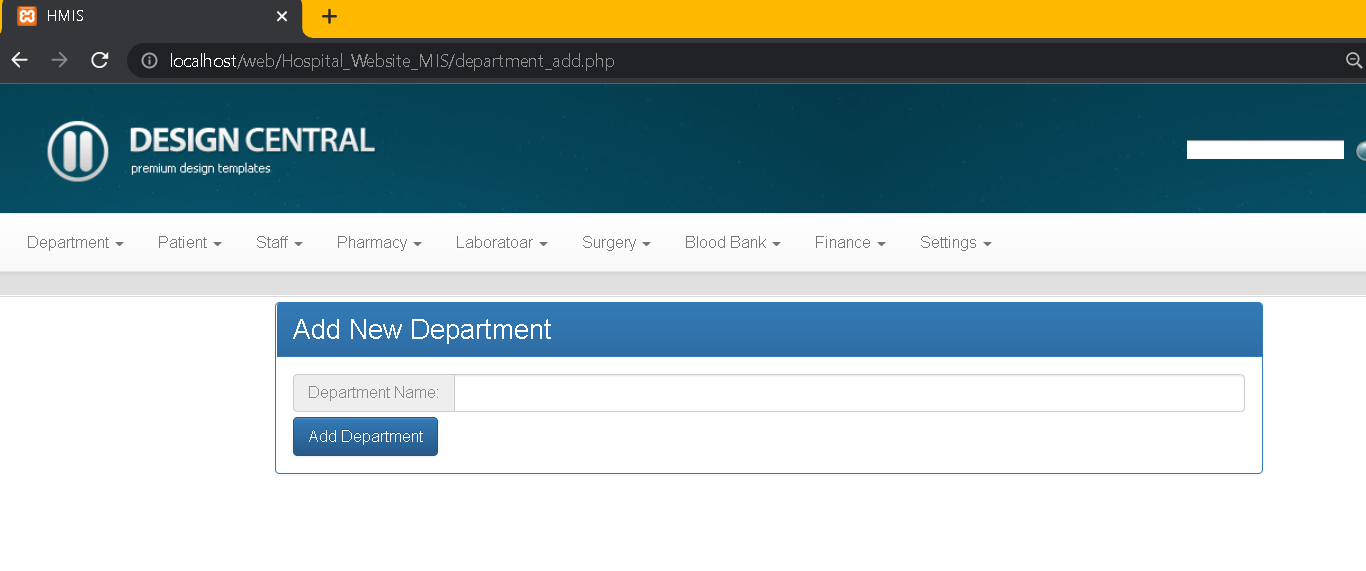 HMIS
localhost/web/Hospital_Website_MIS/department_add.php
DESIGN CENTRAL
premium design templates
Department Patient Staff Pharmacy Laboratoar Surgery Blood Bank Finance Settings
Add New Department
Department Name:
Add Department